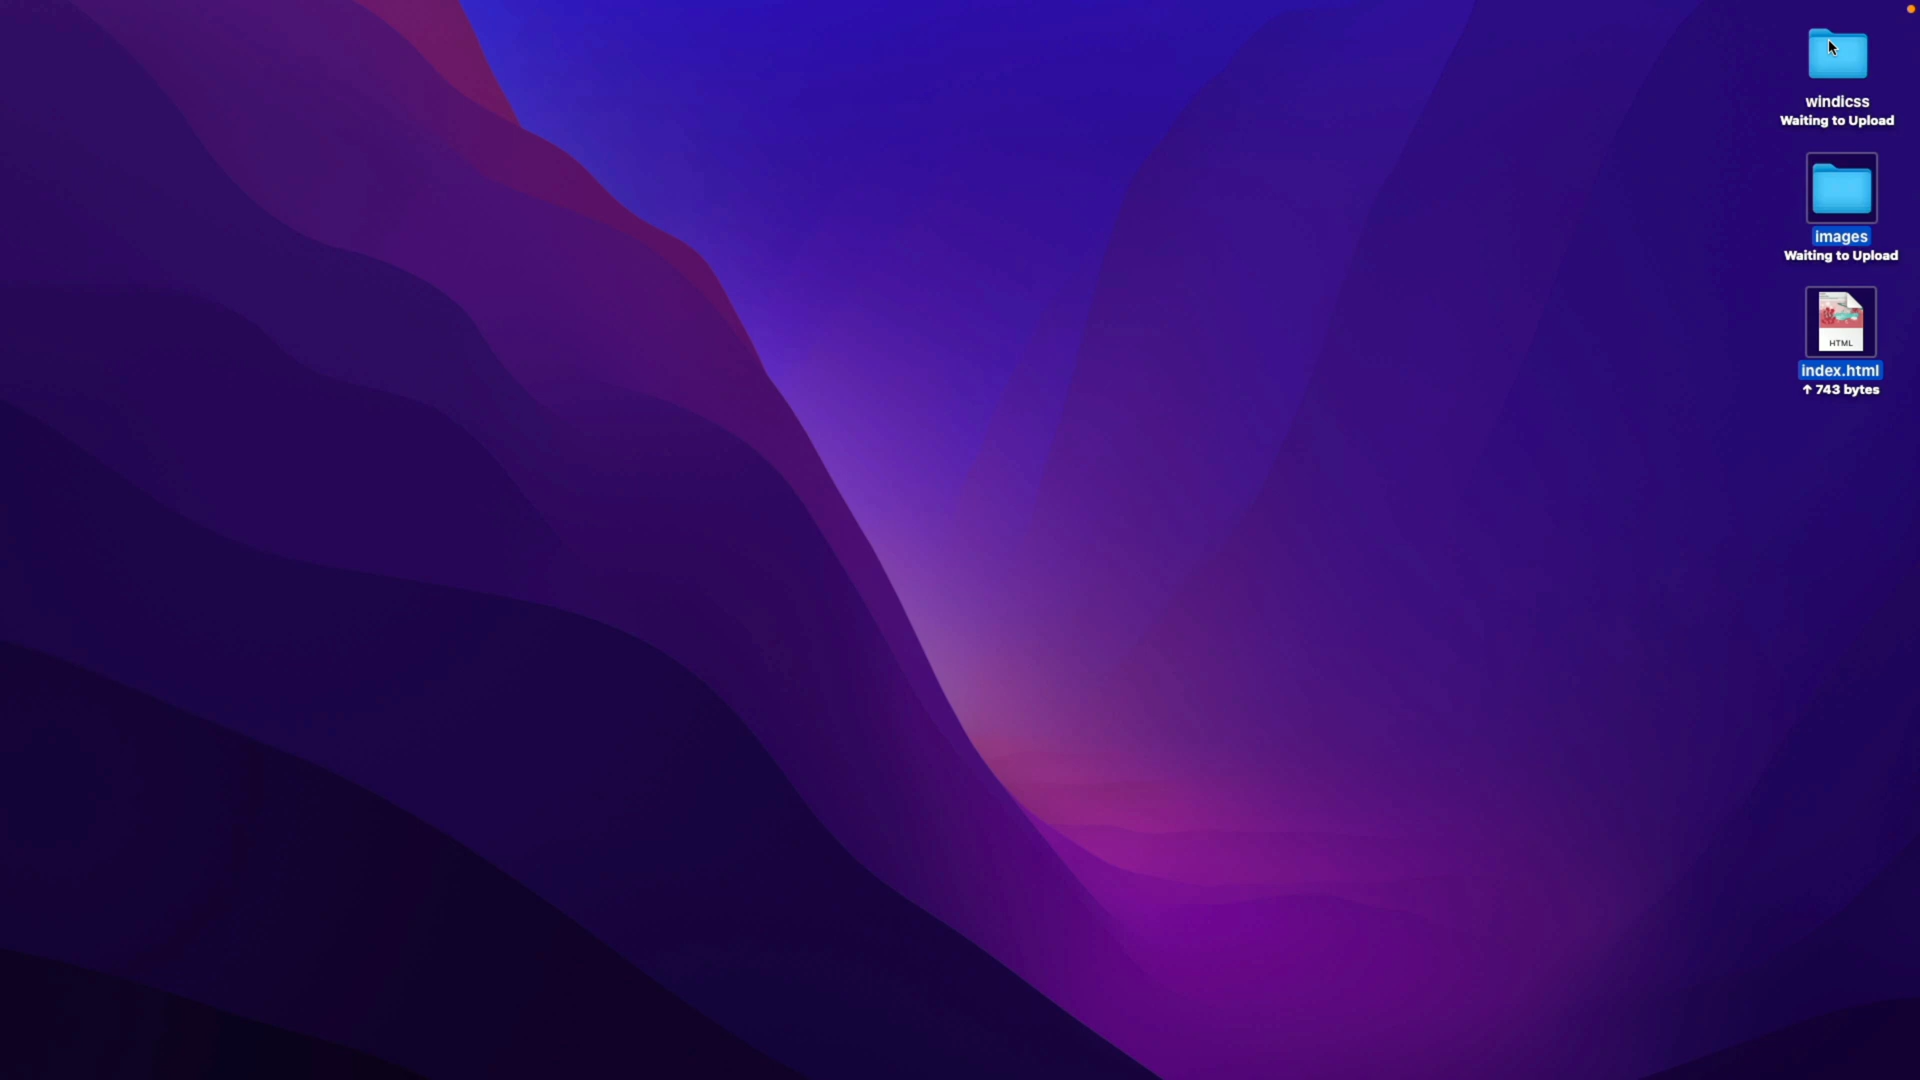 windicss
Waiting to Upload
images
Waiting to Upload
HTML
index.html
↑ 743 bytes